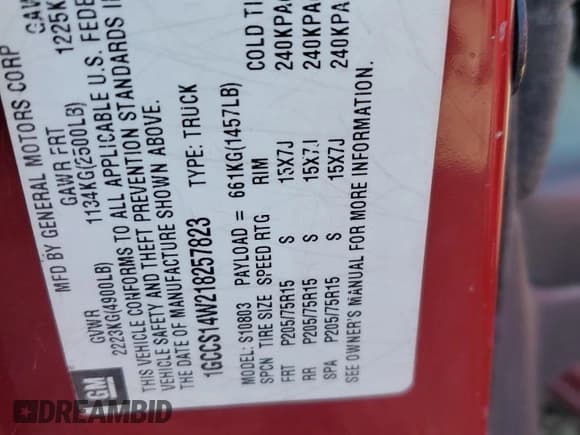 MFD BY GENERAL MOTORS CORP
GVWR GAWR FRT
2223KG(4900LB) 1134KG(2500LB) 1225K
THIS VEHICLE CONFORMS TO ALL APPLICABLE U.S. FEDE
VEHICLE SAFETY AND THEFT PREVENTION STANDARDS
THE DATE OF MANUFACTURE SHOWN ABOVE.
1GCCS14W218257823 TYPE: TRUCK
MODEL: S10803 PAYLOAD = 661KG(1457LB)
SPCN TIRE SIZE SPEED RTG RIM COLD TI
FRT P205/75R15 S 15X7J 240KPA
RR P205/75R15 S 15X7J 240KPA
SPA P205/75R15 S 15X7J 240KPA
SEE OWNER'S MANUAL FOR MORE INFORMATION.
GM
DREAMBID